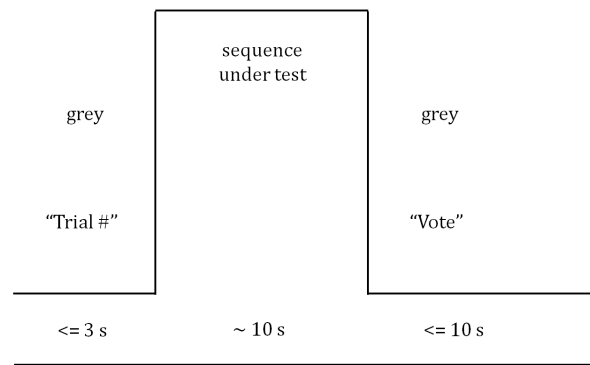 sequence
under test
grey
grey
“Trial #”
“Vote”
<= 3 s
~ 10 s
<= 10 s